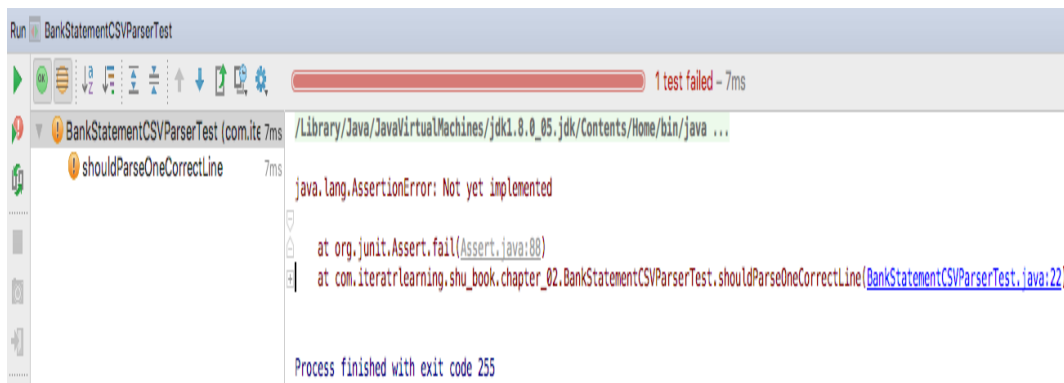 Run BankStatementCSVParserTest
OK
1 test failed – 7ms
BankStatementCSVParserTest (com.ite 7ms
shouldParseOneCorrectLine 7ms
/Library/Java/JavaVirtualMachines/jdk1.8.0_05.jdk/Contents/Home/bin/java ...
java.lang.AssertionError: Not yet implemented
at org.junit.Assert.fail(Assert.java:88)
at com.iteratrlearning.shu_book.chapter_02.BankStatementCSVParserTest.shouldParseOneCorrectLine(BankStatementCSVParserTest.java:22)
Process finished with exit code 255